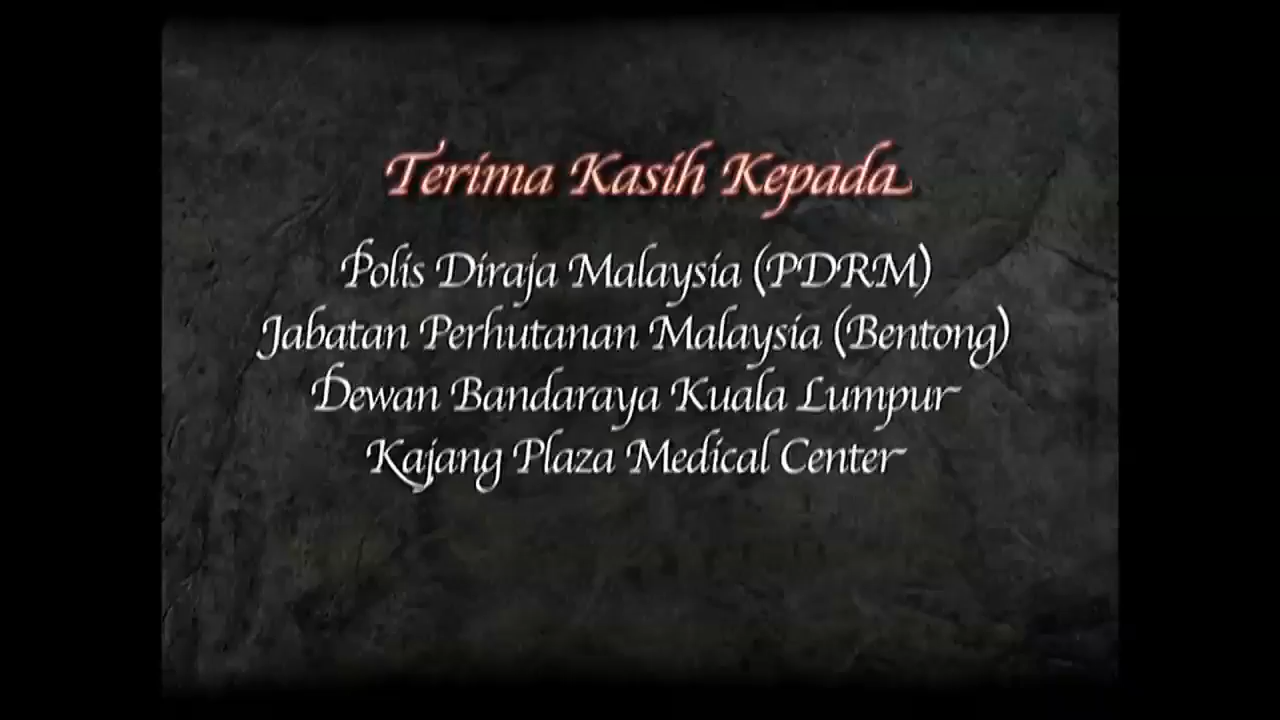 Terima Kasih Kepada
Polis Diraja Malaysia (PDRM)
Jabatan Perhutanan Malaysia (Bentong)
Dewan Bandaraya Kuala Lumpur
Kajang Plaza Medical Center